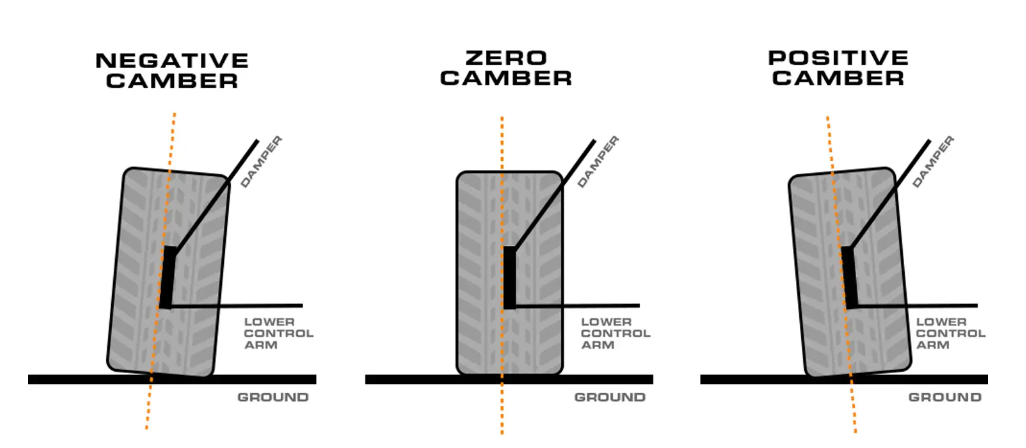 NEGATIVE
CAMBER
DAMPER
LOWER
CONTROL
ARM
GROUND
ZERO
CAMBER
DAMPER
LOWER
CONTROL
ARM
GROUND
POSITIVE
CAMBER
DAMPER
LOWER
CONTROL
ARM
GROUND